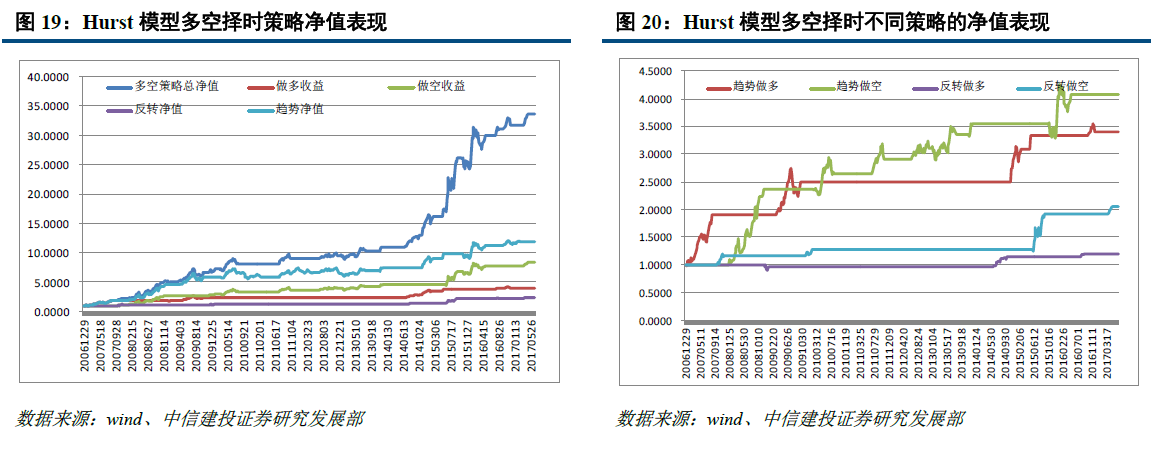 图 19：Hurst 模型多空择时策略净值表现
40.0000
35.0000
30.0000
25.0000
20.0000
15.0000
10.0000
5.0000
0.0000
多空策略总净值 做多收益 做空收益
反转净值 趋势净值
20061229 20070518 20070928 20080215 20080627 20081114 20090403 20090814 20091225 20100514 20101001 20110218 20110617 20111104 20120323 20120803 20121221 20130510 20130918 20140130 20140613 20141024 20150306 20150717 20151127 20160415 20160826 20170113 20170526
数据来源：wind、中信建投证券研究发展部
图 20：Hurst 模型多空择时不同策略的净值表现
4.5000
4.0000
3.5000
3.0000
2.5000
2.0000
1.5000
1.0000
0.5000
0.0000
趋势做多 趋势做空 反转做多 反转做空
20061229 20070511 20070914 20080125 20080530 20081010 20090220 20090626 20091030 20100312 20100716 20101119 20110325 20110729 20111209 20120420 20120824 20130104 20130517 20130918 20140124 20140530 20140930 20150206 20150612 20151016 20160226 20160701 20161111 20170317
数据来源：wind、中信建投证券研究发展部